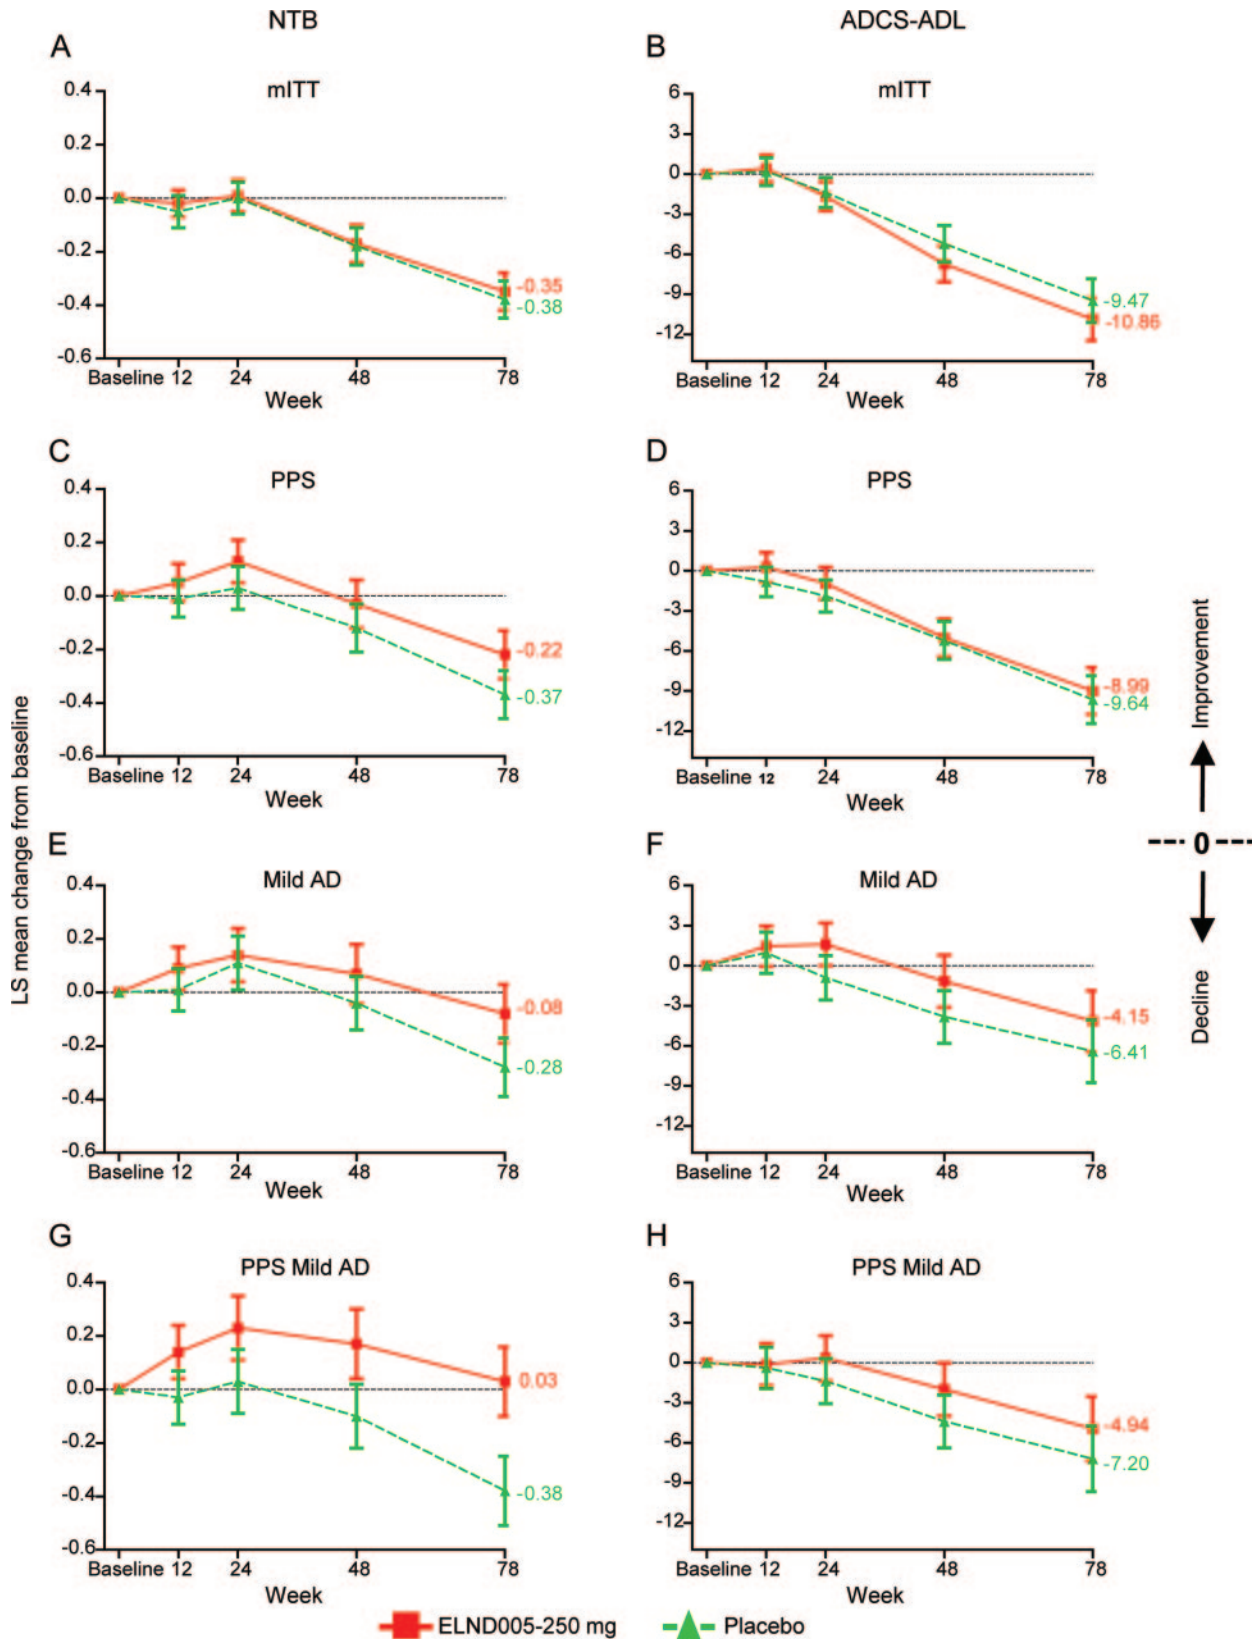 NTB
ADCS-ADL
A
mITT
0.4
0.2
0.0
-0.2
-0.4
-0.6
-0.35
-0.38
Baseline 12 24 48 78
Week
B
mITT
6
3
0
-3
-6
-9
-12
-9.47
-10.86
Baseline 12 24 48 78
Week
C
PPS
0.4
0.2
0.0
-0.2
-0.4
-0.6
-0.22
-0.37
Baseline 12 24 48 78
Week
D
PPS
6
3
0
-3
-6
-9
-12
-8.99
-9.64
Baseline 12 24 48 78
Week
E
Mild AD
0.4
0.2
0.0
-0.2
-0.4
-0.6
-0.08
-0.28
Baseline 12 24 48 78
Week
F
Mild AD
6
3
0
-3
-6
-9
-12
-4.15
-6.41
Baseline 12 24 48 78
Week
G
PPS Mild AD
0.4
0.2
0.0
-0.2
-0.4
-0.6
0.03
-0.38
Baseline 12 24 48 78
Week
H
PPS Mild AD
6
3
0
-3
-6
-9
-12
-4.94
-7.20
Baseline 12 24 48 78
Week
LS mean change from baseline
Improvement
0
Decline
ELND005-250 mg
Placebo